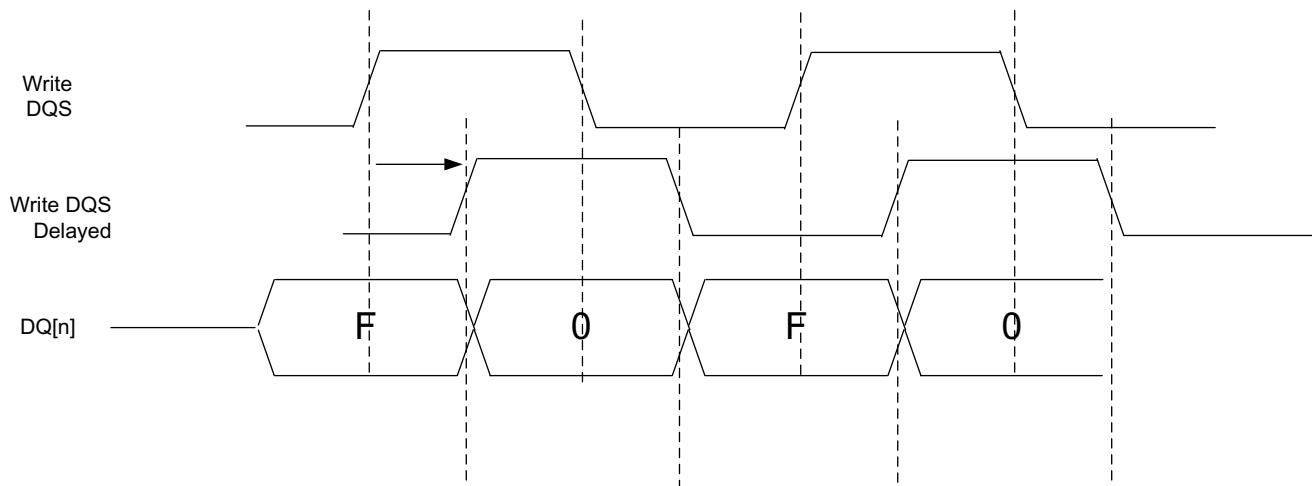 Write
DQS
Write DQS
Delayed
DQ[n]
F
0
F
0